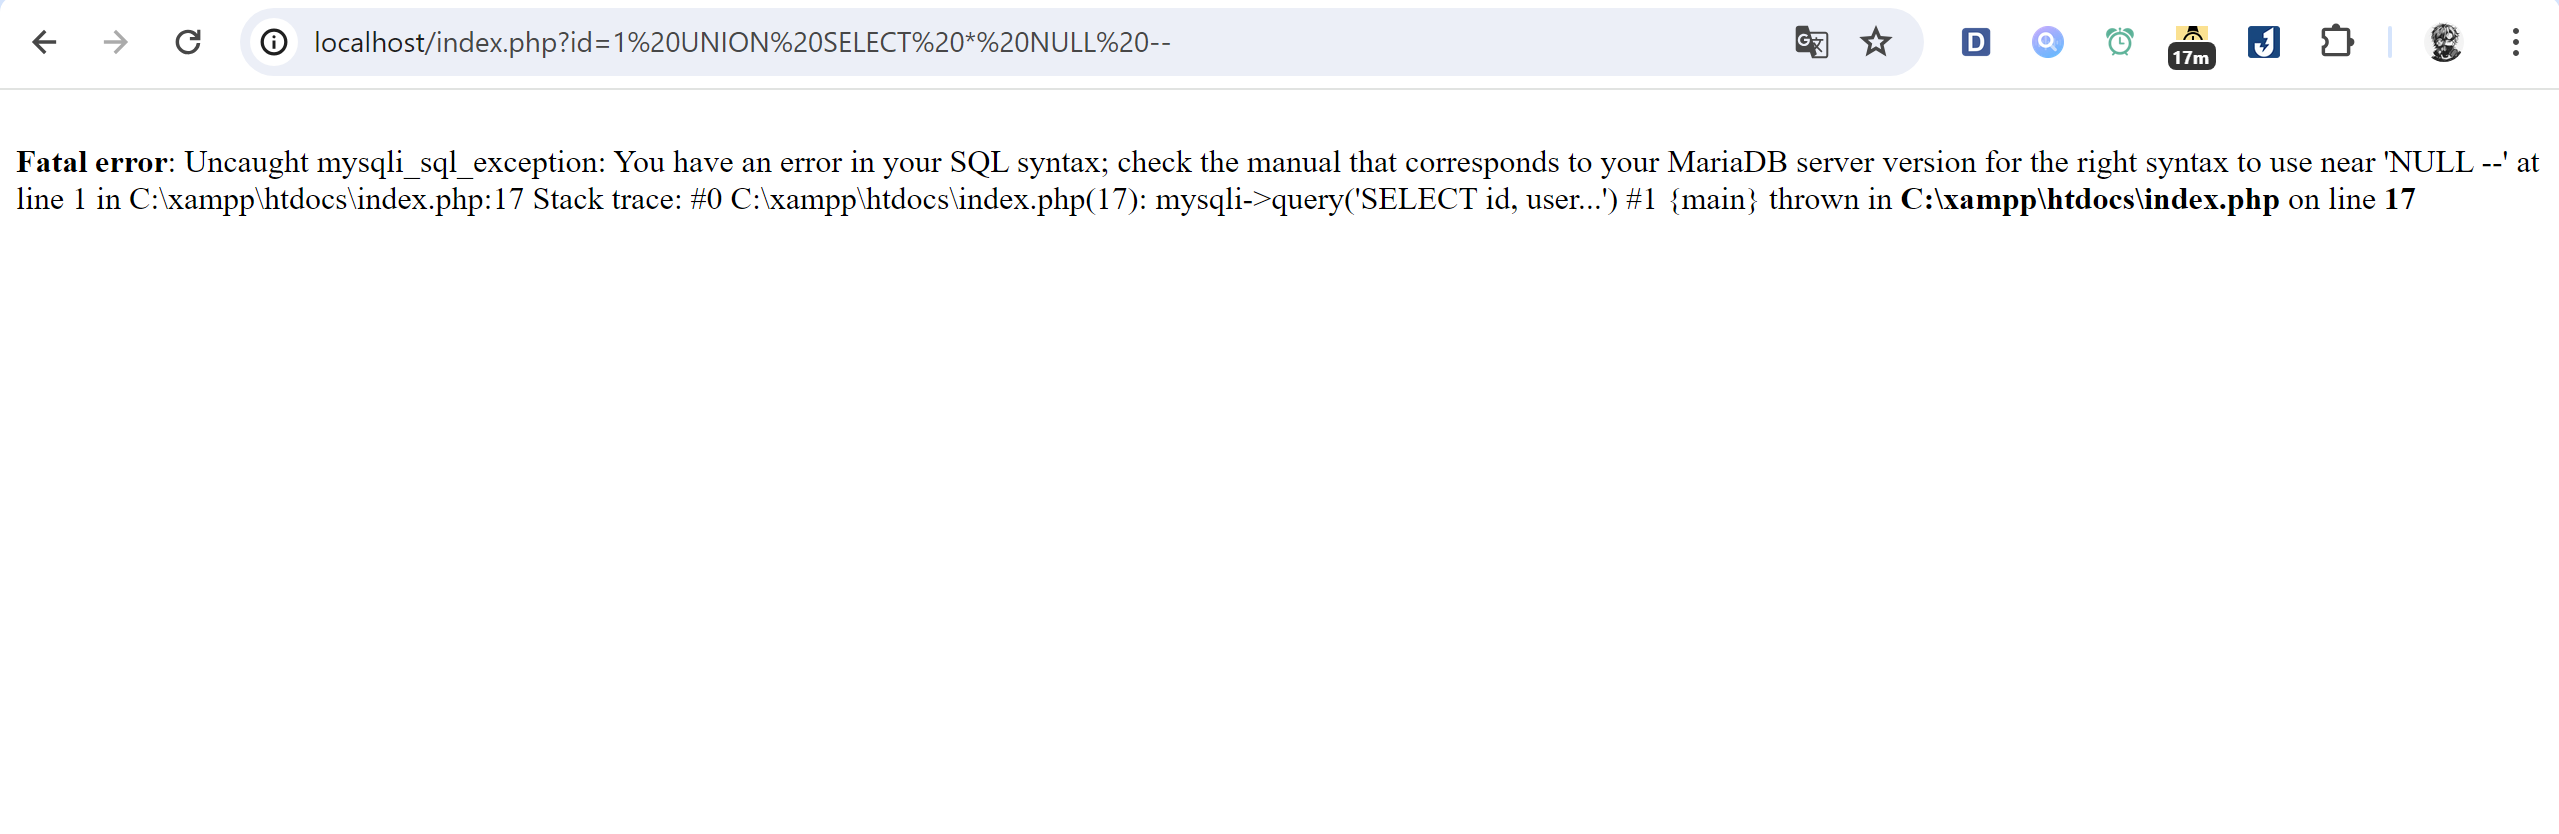 localhost/index.php?id=1%20UNION%20SELECT%20*%20NULL%20--
D
17m
Fatal error: Uncaught mysqli_sql_exception: You have an error in your SQL syntax; check the manual that corresponds to your MariaDB server version for the right syntax to use near 'NULL --' at
line 1 in C:\xampp\htdocs\index.php:17 Stack trace: #0 C:\xampp\htdocs\index.php(17): mysqli->query('SELECT id, user...') #1 {main} thrown in C:\xampp\htdocs\index.php on line 17